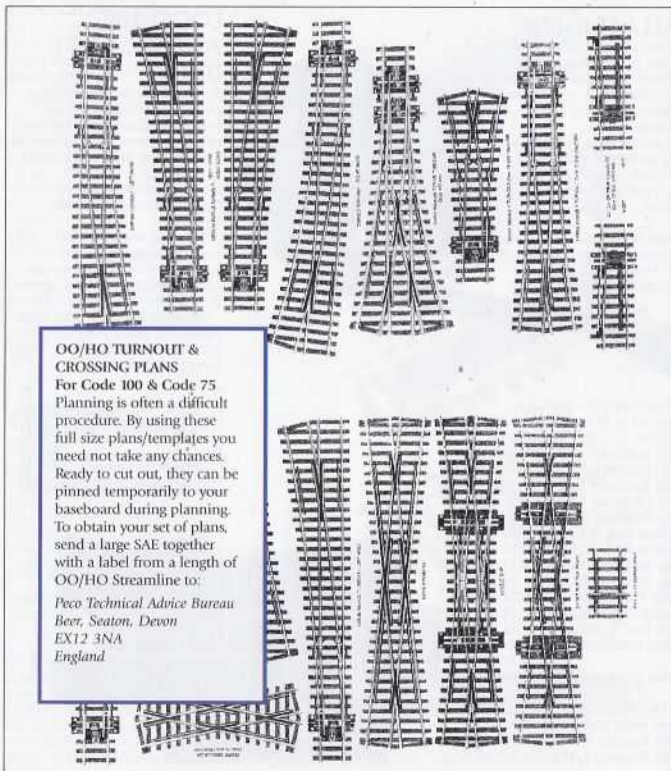 OO/HO TURNOUT &
CROSSING PLANS
For Code 100 & Code 75
Planning is often a difficult
procedure. By using these
full size plans/templates you
need not take any chances.
Ready to cut out, they can be
pinned temporarily to your
baseboard during planning.
To obtain your set of plans,
send a large SAE together
with a label from a length of
OO/HO Streamline to:
Peco Technical Advice Bureau
Beer, Seaton, Devon
EX12 3NA
England